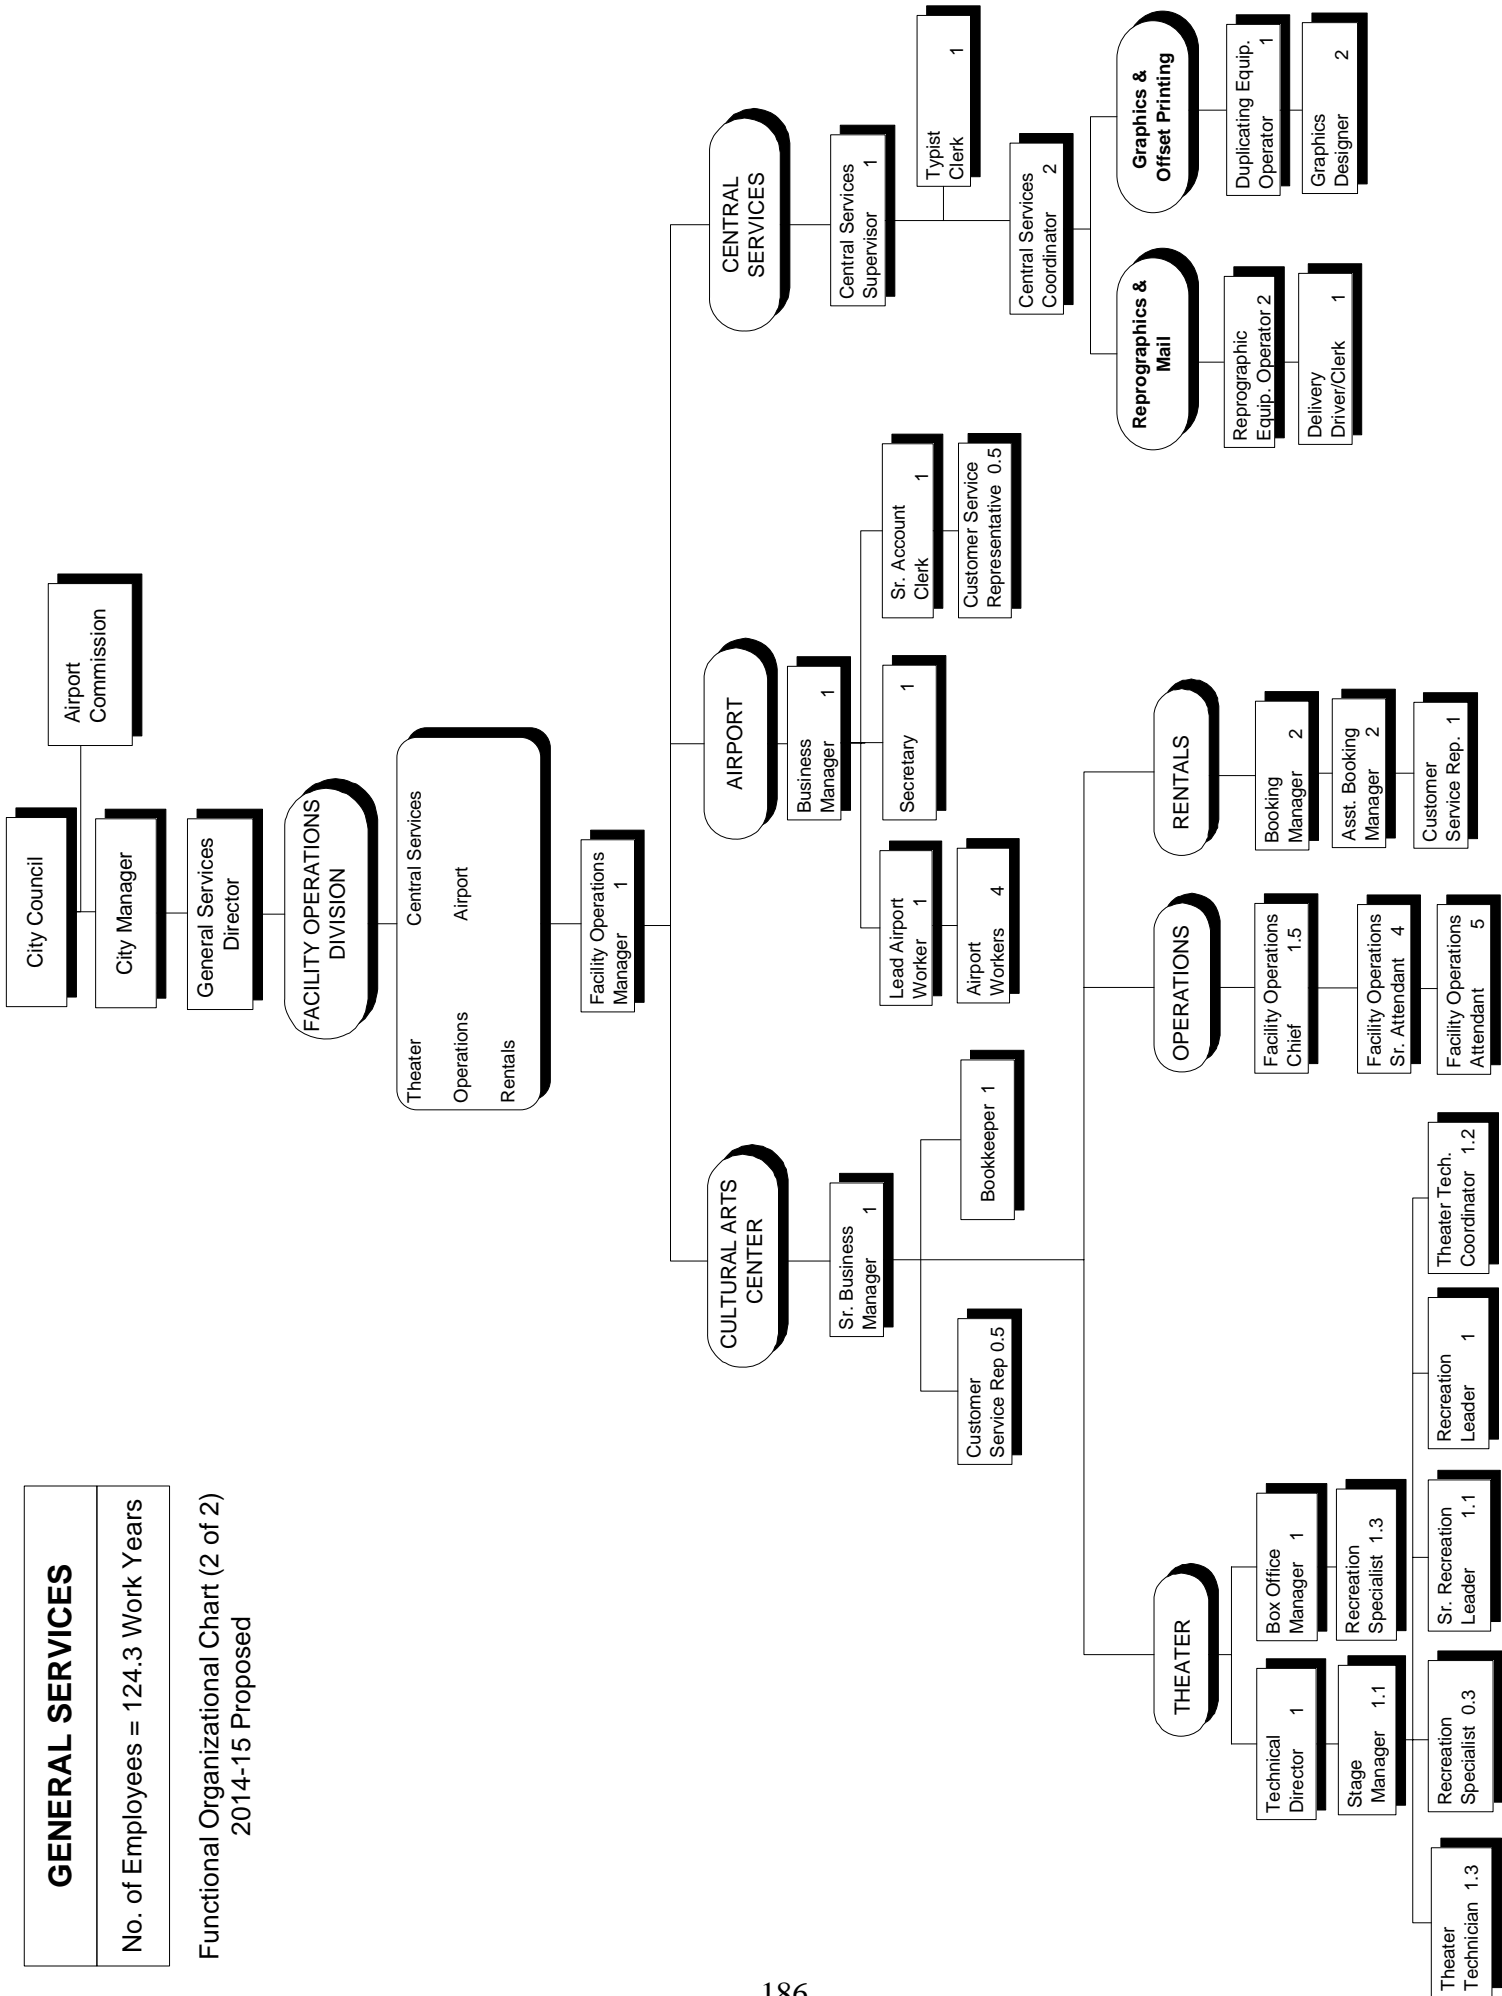 GENERAL SERVICES
No. of Employees = 124.3 Work Years
Functional Organizational Chart (2 of 2)
2014-15 Proposed
City Council
Airport
Commission
City Manager
General Services
Director
FACILITY OPERATIONS
DIVISION
Theater
Central Services
Operations
Airport
Rentals
Facility Operations
Manager 1
CULTURAL ARTS
CENTER
Sr. Business
Manager 1
Customer
Service Rep 0.5
Bookkeeper 1
AIRPORT
Business
Manager 1
Lead Airport
Worker 1
Airport
Workers 4
Secretary 1
Sr. Account
Clerk 1
Customer Service
Representative 0.5
CENTRAL
SERVICES
Central Services
Supervisor 1
Typist
Clerk 1
Central Services
Coordinator 2
Reprographics &
Mail
Reprographic
Equip. Operator 2
Delivery
Driver/Clerk 1
Graphics &
Offset Printing
Duplicating Equip.
Operator 1
Graphics
Designer 2
THEATER
Technical
Director 1
Stage
Manager 1.1
Box Office
Manager 1
Recreation
Specialist 1.3
Theater
Technician 1.3
Recreation
Specialist 0.3
Sr. Recreation
Leader 1.1
Recreation
Leader 1
Theater Tech.
Coordinator 1.2
OPERATIONS
Facility Operations
Chief 1.5
Facility Operations
Sr. Attendant 4
Facility Operations
Attendant 5
RENTALS
Booking
Manager 2
Asst. Booking
Manager 2
Customer
Service Rep. 1
186